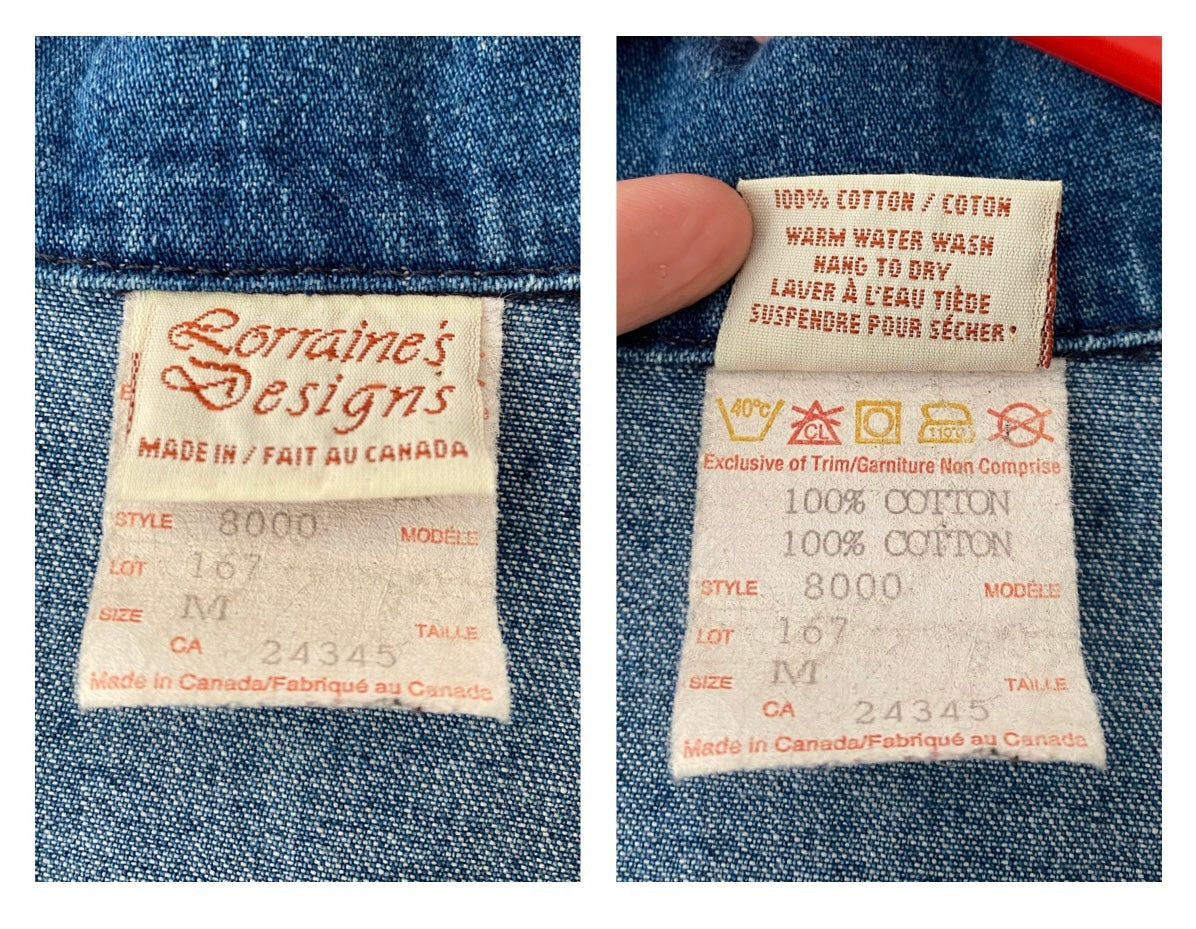 Lorraine's
Designs
MADE IN / FAIT AU CANADA
STYLE 8000 MODÈLE
LOT 167
SIZE M TAILLE
CA 24345
Made in Canada/Fabriqué au Canada
100% COTTON / COTON
WARM WATER WASH
HANG TO DRY
LAVER À L'EAU TIÈDE
SUSPENDRE POUR SÉCHER
40°C CL 110°C P
Exclusive of Trim/Garniture Non Comprise
100% COTTON
100% COTTON
STYLE 8000 MODÈLE
LOT 167
SIZE M TAILLE
CA 24345
Made in Canada/Fabriqué au Canada